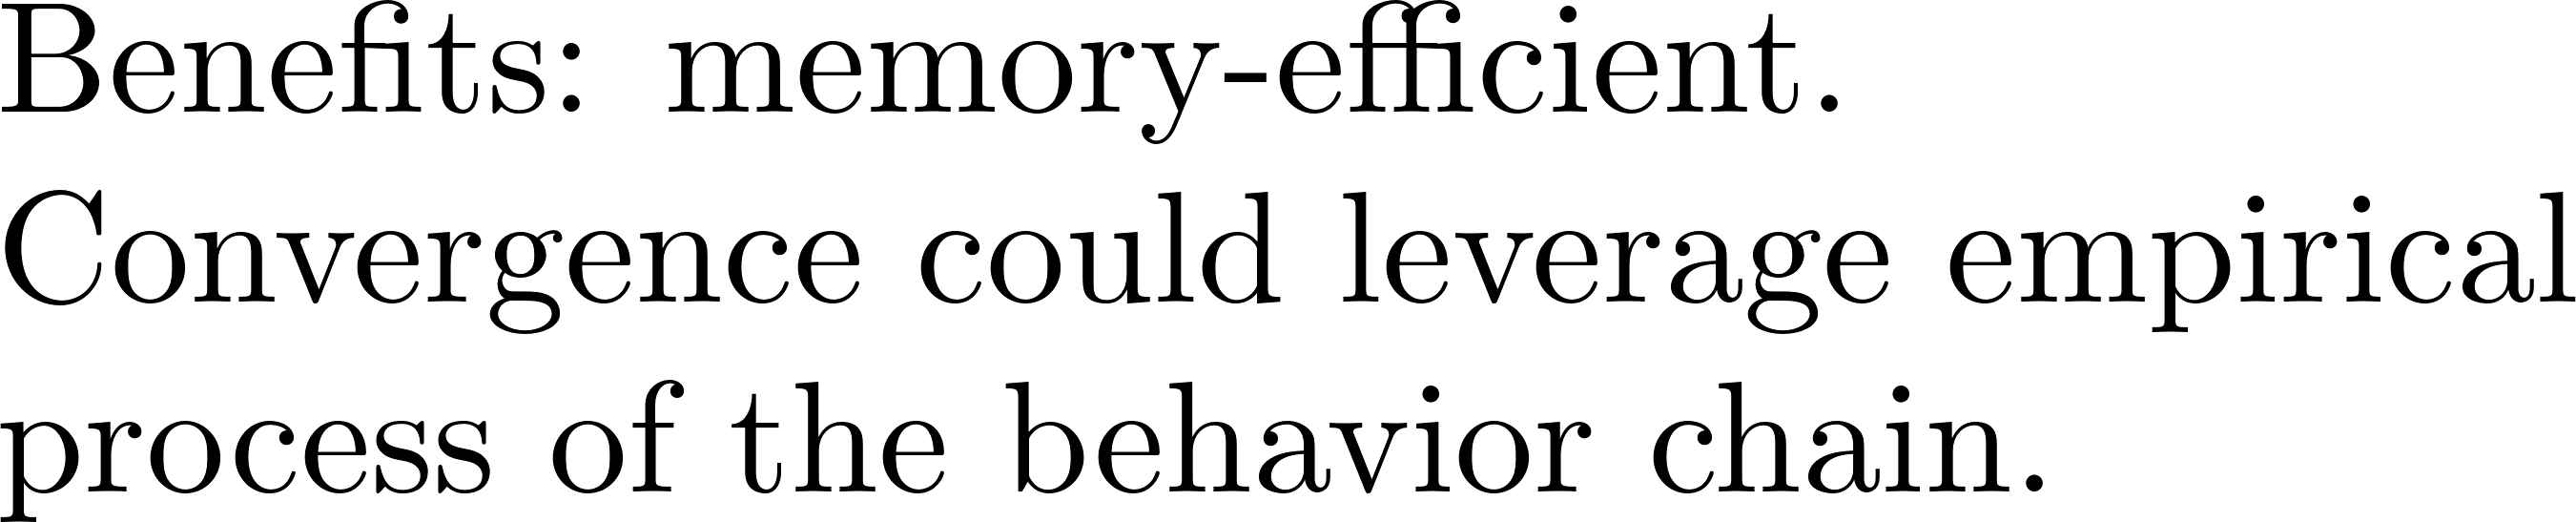 Benefits: memory-efficient.
Convergence could leverage empirical
process of the behavior chain.